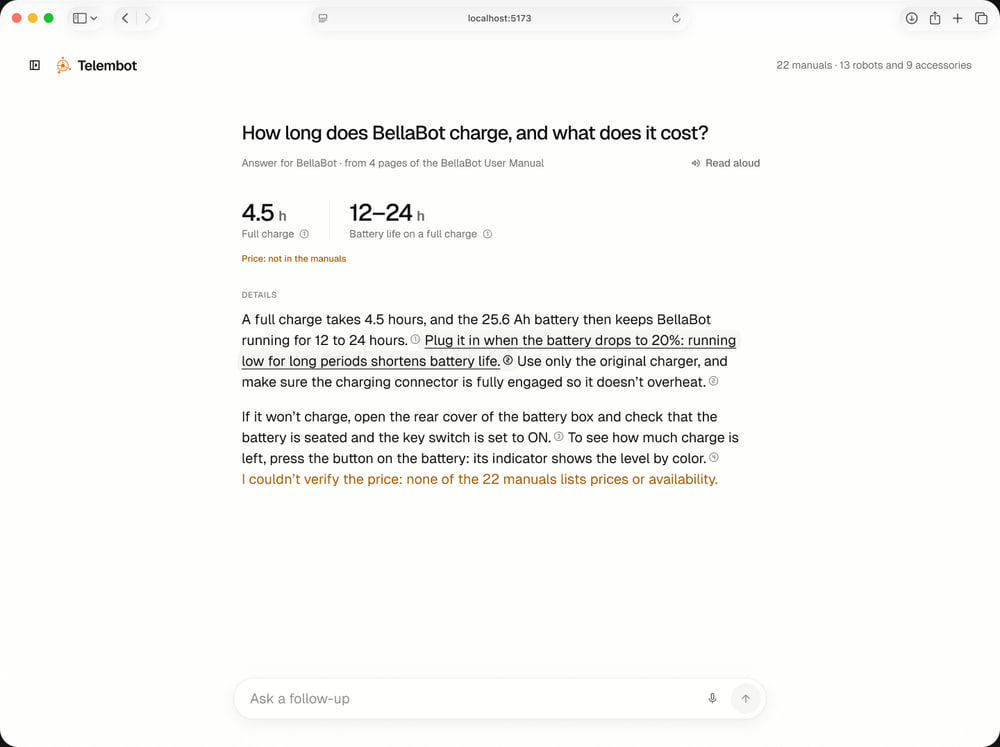 localhost:5173
Telembot
22 manuals · 13 robots and 9 accessories
How long does BellaBot charge, and what does it cost?
Answer for BellaBot · from 4 pages of the BellaBot User Manual
Read aloud
4.5 h
12–24 h
Full charge ①
Battery life on a full charge ①
Price: not in the manuals
DETAILS
A full charge takes 4.5 hours, and the 25.6 Ah battery then keeps BellaBot
running for 12 to 24 hours. ① Plug it in when the battery drops to 20%: running
low for long periods shortens battery life. ② Use only the original charger, and
make sure the charging connector is fully engaged so it doesn’t overheat. ②
If it won’t charge, open the rear cover of the battery box and check that the
battery is seated and the key switch is set to ON. ③ To see how much charge is
left, press the button on the battery: its indicator shows the level by color. ④
I couldn’t verify the price: none of the 22 manuals lists prices or availability.
Ask a follow-up